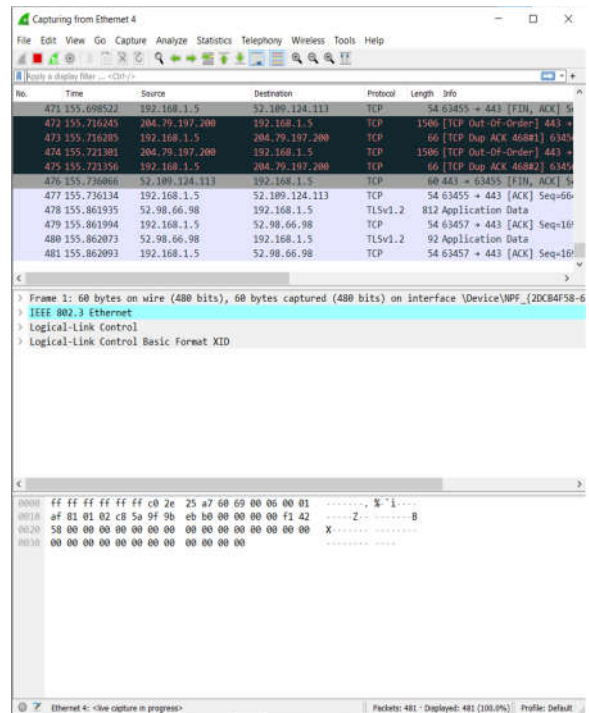 Capturing from Ethernet 4
File Edit View Go Capture Analyze Statistics Telephony Wireless Tools Help
Apply a display filter ... <Ctrl-/>
No. Time Source Destination Protocol Length Info
471 155.698522 192.168.1.5 52.109.124.113 TCP 54 63455 → 443 [FIN, ACK] S
472 155.716245 204.79.197.200 192.168.1.5 TCP 1506 [TCP Out-Of-Order] 443 →
473 155.716285 192.168.1.5 204.79.197.200 TCP 66 [TCP Dup ACK 468#1] 6345
474 155.721301 204.79.197.200 192.168.1.5 TCP 1506 [TCP Out-Of-Order] 443 →
475 155.721356 192.168.1.5 204.79.197.200 TCP 66 [TCP Dup ACK 468#2] 6345
476 155.736066 52.109.124.113 192.168.1.5 TCP 60 443 → 63455 [FIN, ACK] S
477 155.736134 192.168.1.5 52.109.124.113 TCP 54 63455 → 443 [ACK] Seq=66
478 155.861935 52.98.66.98 192.168.1.5 TLSv1.2 812 Application Data
479 155.861994 192.168.1.5 52.98.66.98 TCP 54 63457 → 443 [ACK] Seq=16
480 155.862073 52.98.66.98 192.168.1.5 TLSv1.2 92 Application Data
481 155.862093 192.168.1.5 52.98.66.98 TCP 54 63457 → 443 [ACK] Seq=16
Frame 1: 60 bytes on wire (480 bits), 60 bytes captured (480 bits) on interface \Device\NPF_{2DCB4F58-6
IEEE 802.3 Ethernet
Logical-Link Control
Logical-Link Control Basic Format XID
0000 ff ff ff ff ff ff c0 2e 25 a7 60 69 00 06 00 01 ·······. %·`i····
0010 af 81 01 02 c8 5a 9f 9b eb b0 00 00 00 00 f1 42 ·····Z·· ·······B
0020 58 00 00 00 00 00 00 00 00 00 00 00 00 00 00 00 X······· ········
0030 00 00 00 00 00 00 00 00 00 00 00 00 ········ ····
Ethernet 4: <live capture in progress> Packets: 481 · Displayed: 481 (100.0%) Profile: Default